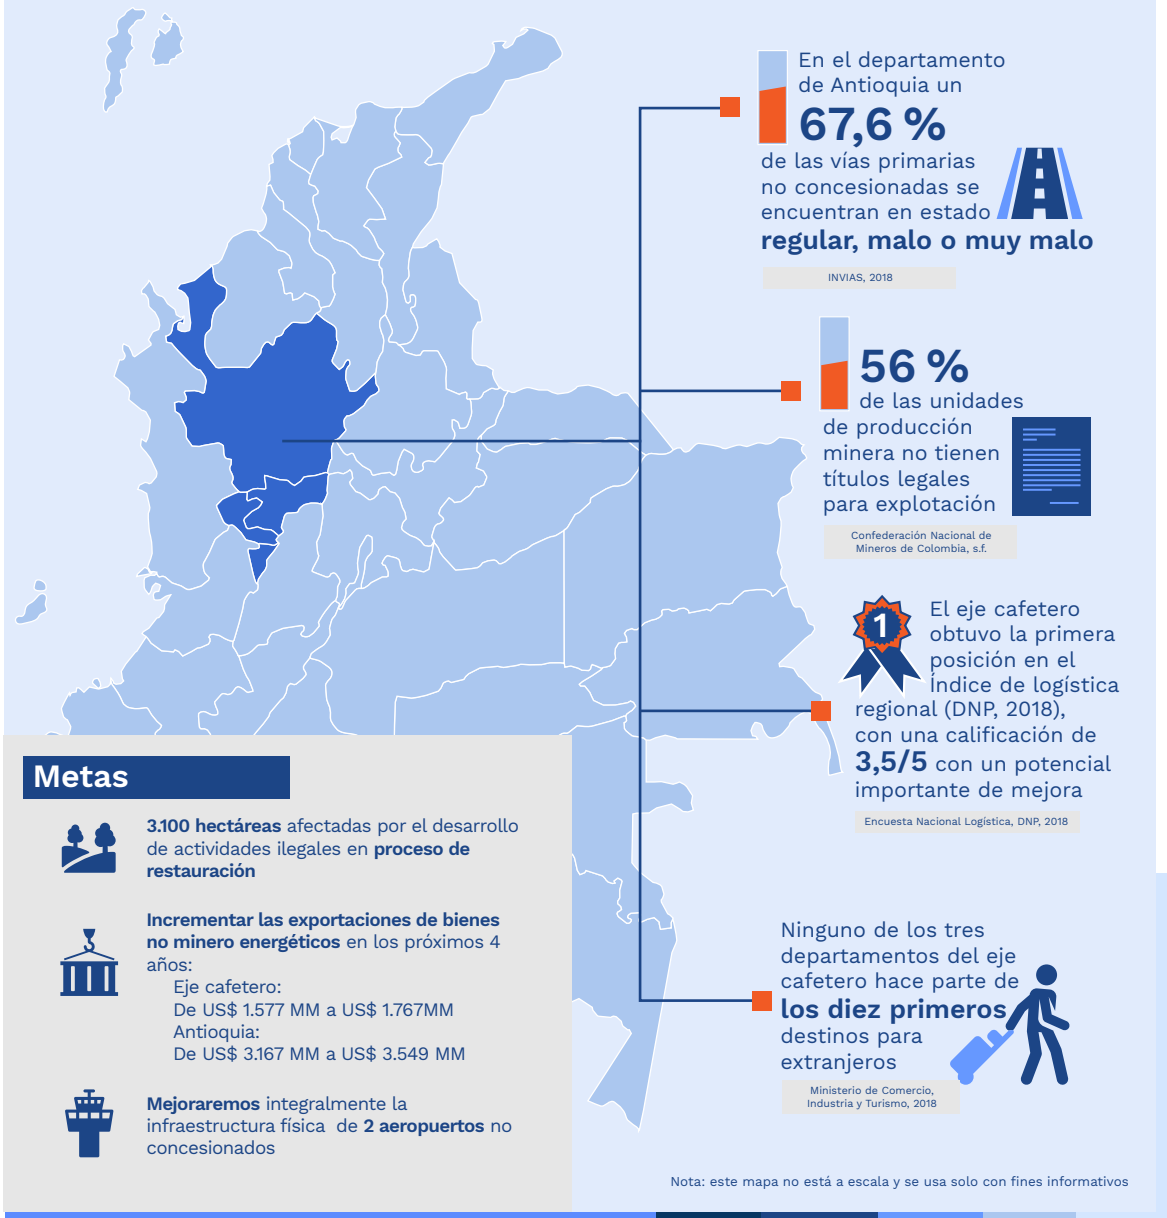 En el departamento
de Antioquia un
67,6 %
de las vías primarias
no concesionadas se
encuentran en estado
regular, malo o muy malo
INVIAS, 2018
56 %
de las unidades
de producción
minera no tienen
títulos legales
para explotación
Confederación Nacional de
Mineros de Colombia, s.f.
1
El eje cafetero
obtuvo la primera
posición en el
Índice de logística
regional (DNP, 2018),
con una calificación de
3,5/5 con un potencial
importante de mejora
Encuesta Nacional Logística, DNP, 2018
Ninguno de los tres
departamentos del eje
cafetero hace parte de
los diez primeros
destinos para
extranjeros
Ministerio de Comercio,
Industria y Turismo, 2018
Metas
3.100 hectáreas afectadas por el desarrollo
de actividades ilegales en proceso de
restauración
Incrementar las exportaciones de bienes
no minero energéticos en los próximos 4
años:
Eje cafetero:
De US$ 1.577 MM a US$ 1.767MM
Antioquia:
De US$ 3.167 MM a US$ 3.549 MM
Mejoraremos integralmente la
infraestructura física de 2 aeropuertos no
concesionados
Nota: este mapa no está a escala y se usa solo con fines informativos